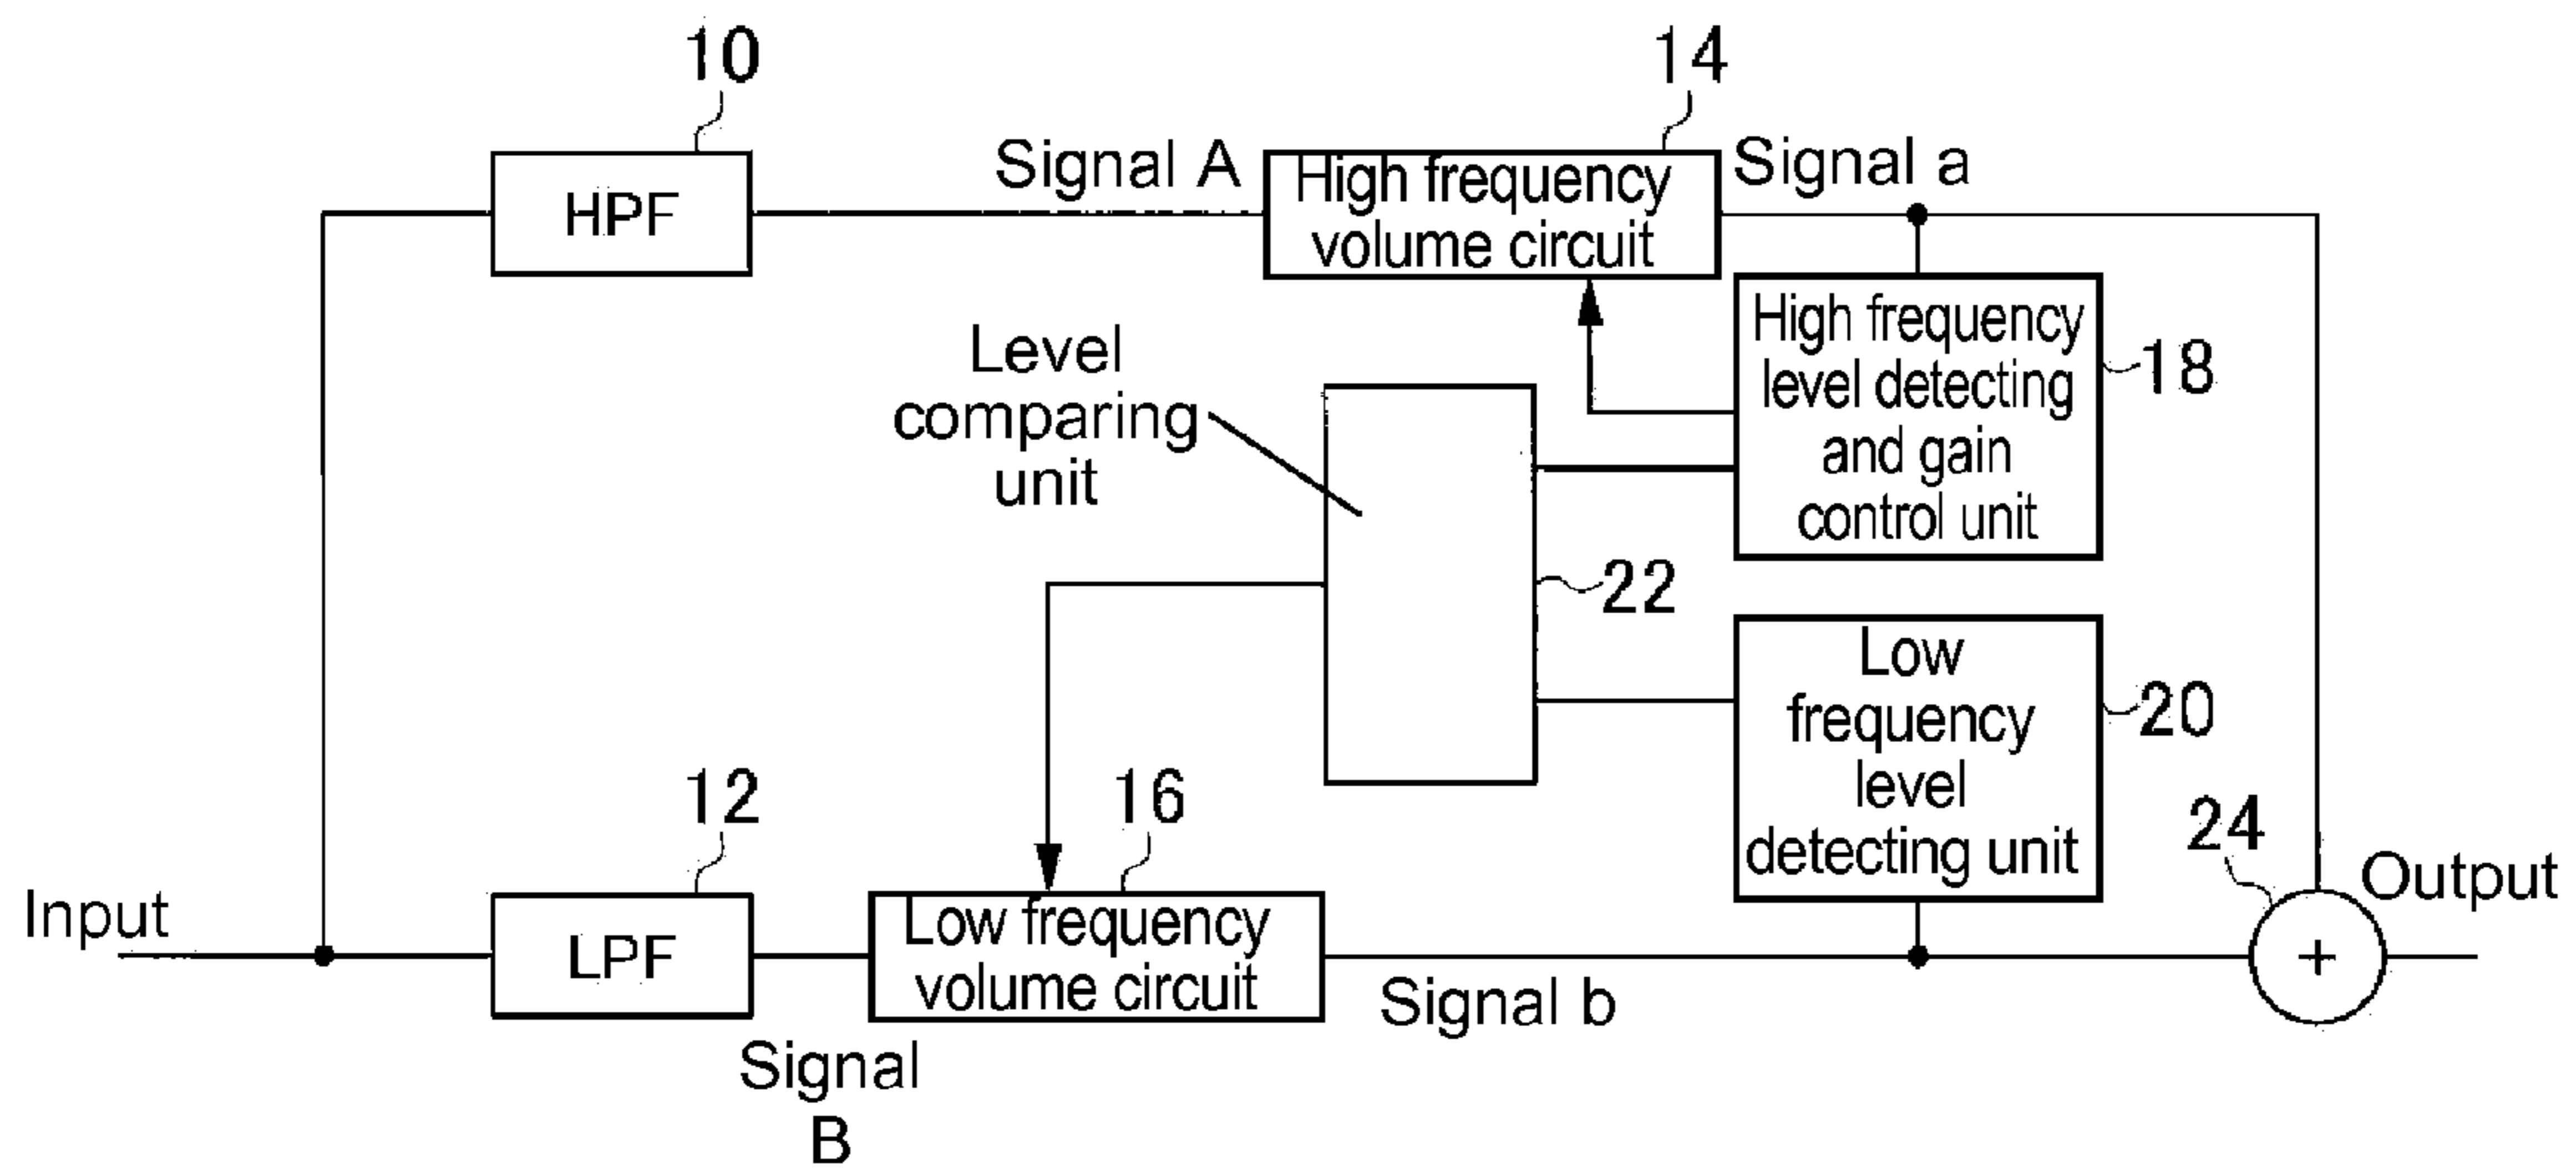 10
14
HPF
Signal A
High frequency
volume circuit
Signal a
Level
comparing
unit
High frequency
level detecting
and gain
control unit
18
22
Low
frequency
level
detecting unit
20
12
16
24
Input
LPF
Low frequency
volume circuit
Signal b
+
Output
Signal
B